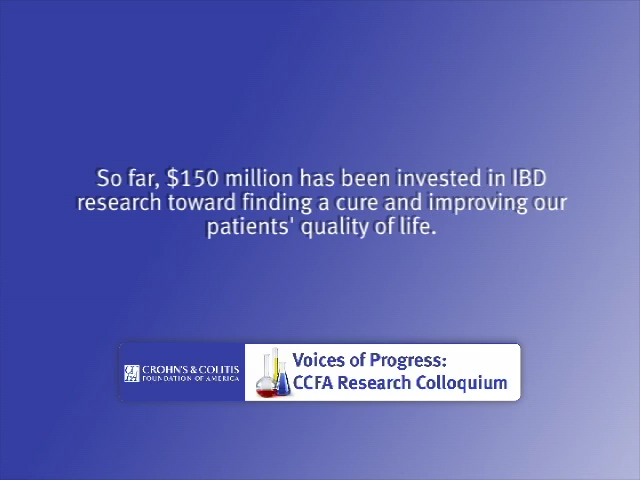 So far, $150 million has been invested in IBD
research toward finding a cure and improving our
patients' quality of life.
CROHN'S & COLITIS
FOUNDATION OF AMERICA
Voices of Progress:
CCFA Research Colloquium